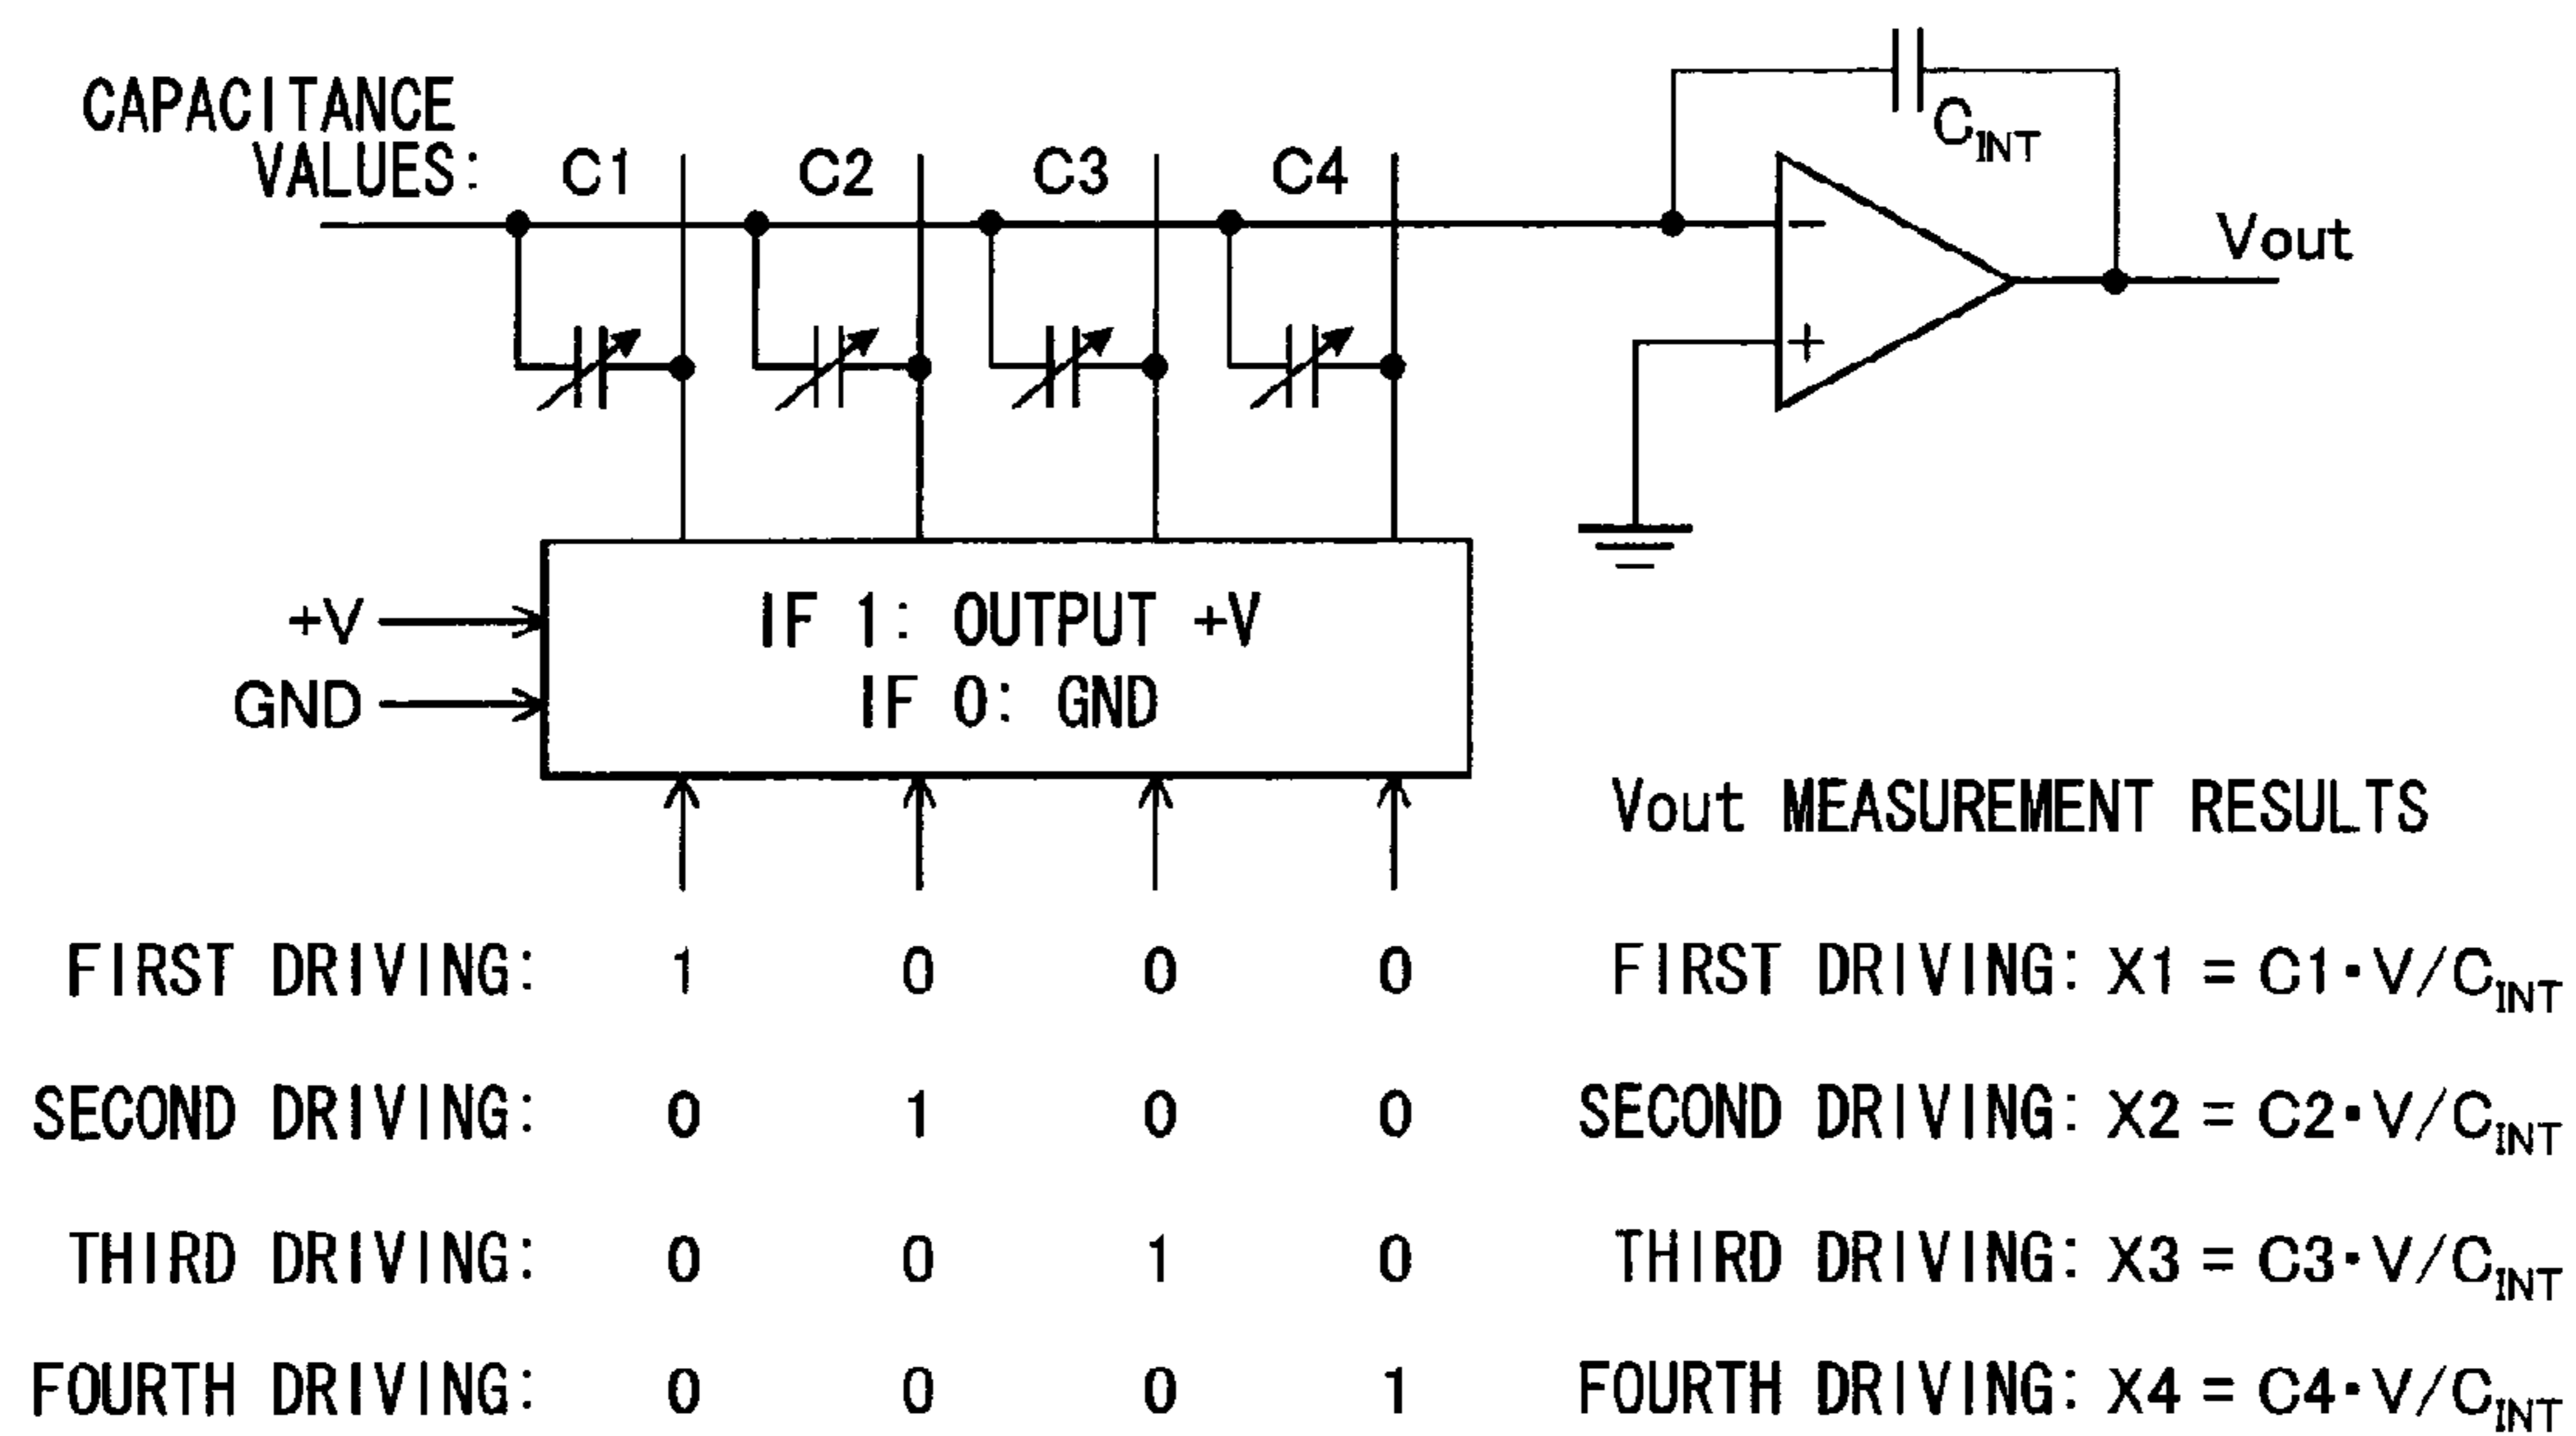 CAPACITANCE
VALUES: C1 C2 C3 C4
C_INT
−
+
Vout
+V
GND
IF 1: OUTPUT +V
IF 0: GND
Vout MEASUREMENT RESULTS
FIRST DRIVING: 1 0 0 0 FIRST DRIVING: X1 = C1·V/C_INT
SECOND DRIVING: 0 1 0 0 SECOND DRIVING: X2 = C2·V/C_INT
THIRD DRIVING: 0 0 1 0 THIRD DRIVING: X3 = C3·V/C_INT
FOURTH DRIVING: 0 0 0 1 FOURTH DRIVING: X4 = C4·V/C_INT